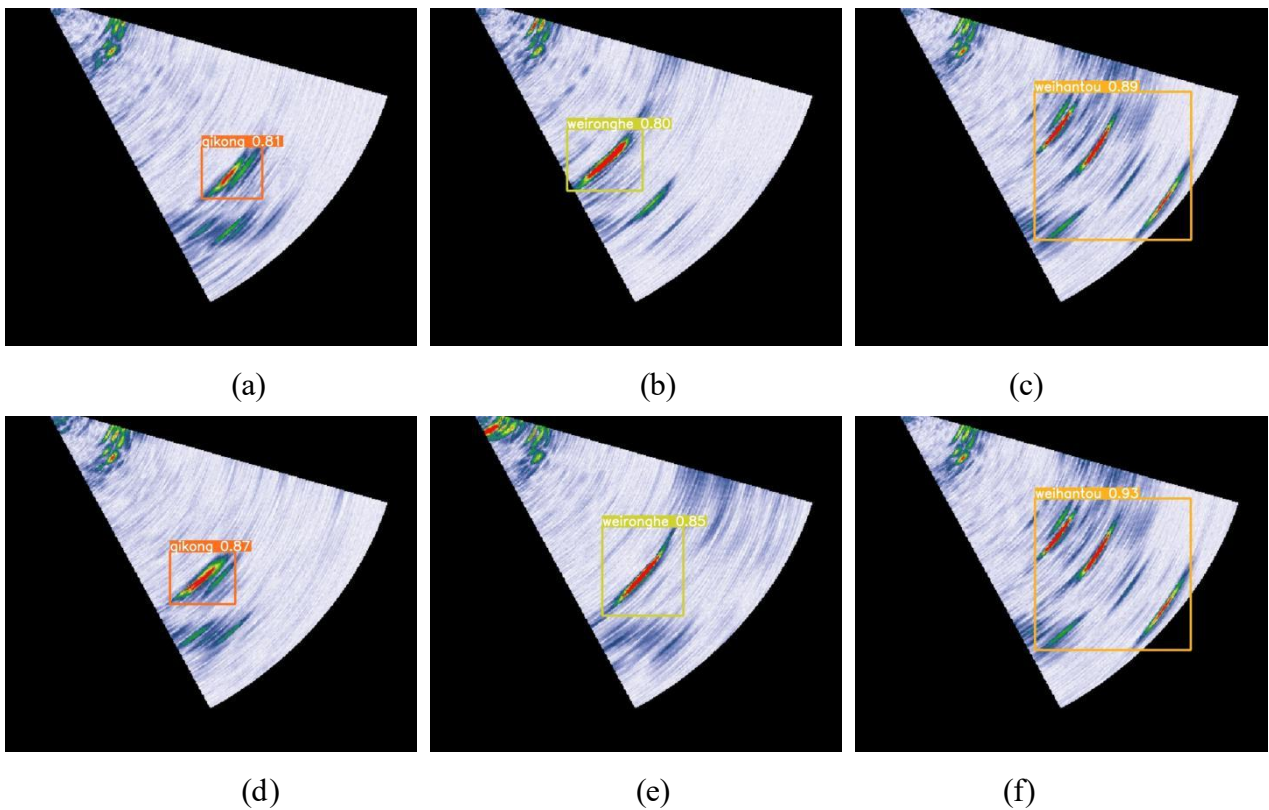 qikong 0.81
weironghe 0.80
weihantou 0.89
(a)
(b)
(c)
qikong 0.87
weironghe 0.85
weihantou 0.93
(d)
(e)
(f)